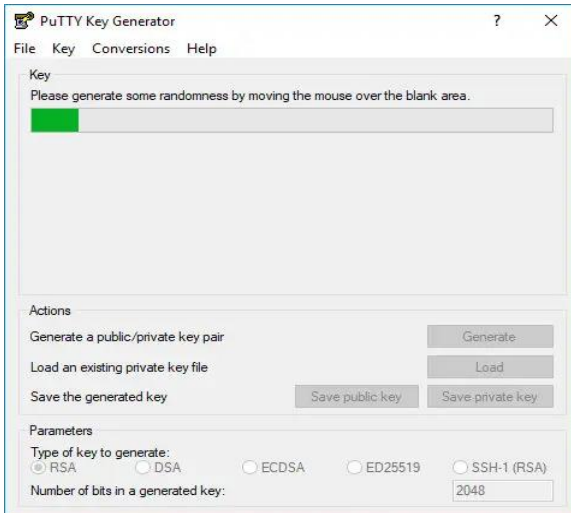 PuTTY Key Generator ?
File Key Conversions Help
Key
Please generate some randomness by moving the mouse over the blank area.
Actions
Generate a public/private key pair Generate
Load an existing private key file Load
Save the generated key Save public key Save private key
Parameters
Type of key to generate:
RSA DSA ECDSA ED25519 SSH-1 (RSA)
Number of bits in a generated key: 2048